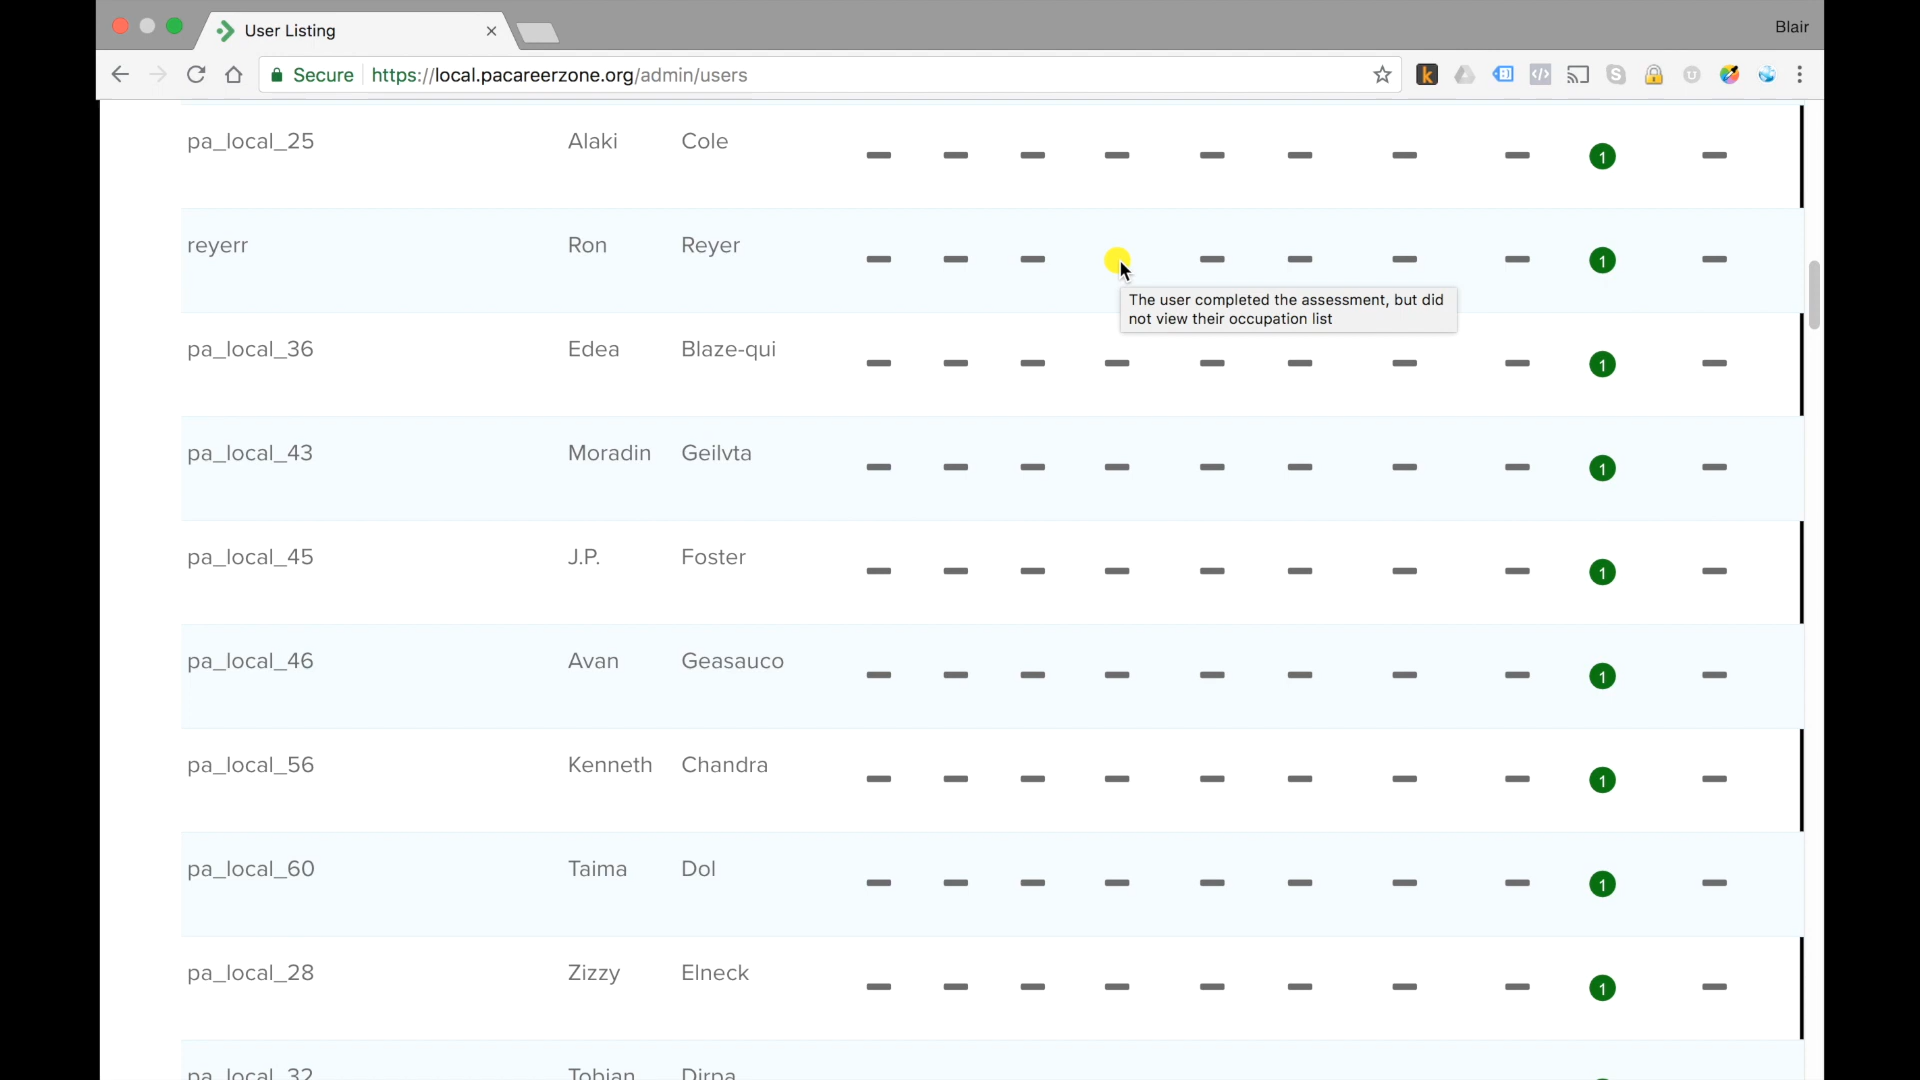 User Listing
Blair
Secure https://local.pacareerzone.org/admin/users
pa_local_25 Alaki Cole 1
reyerr Ron Reyer 1
The user completed the assessment, but did
not view their occupation list
pa_local_36 Edea Blaze-qui 1
pa_local_43 Moradin Geilvta 1
pa_local_45 J.P. Foster 1
pa_local_46 Avan Geasauco 1
pa_local_56 Kenneth Chandra 1
pa_local_60 Taima Dol 1
pa_local_28 Zizzy Elneck 1
pa_local_32 Tobian Dirpa